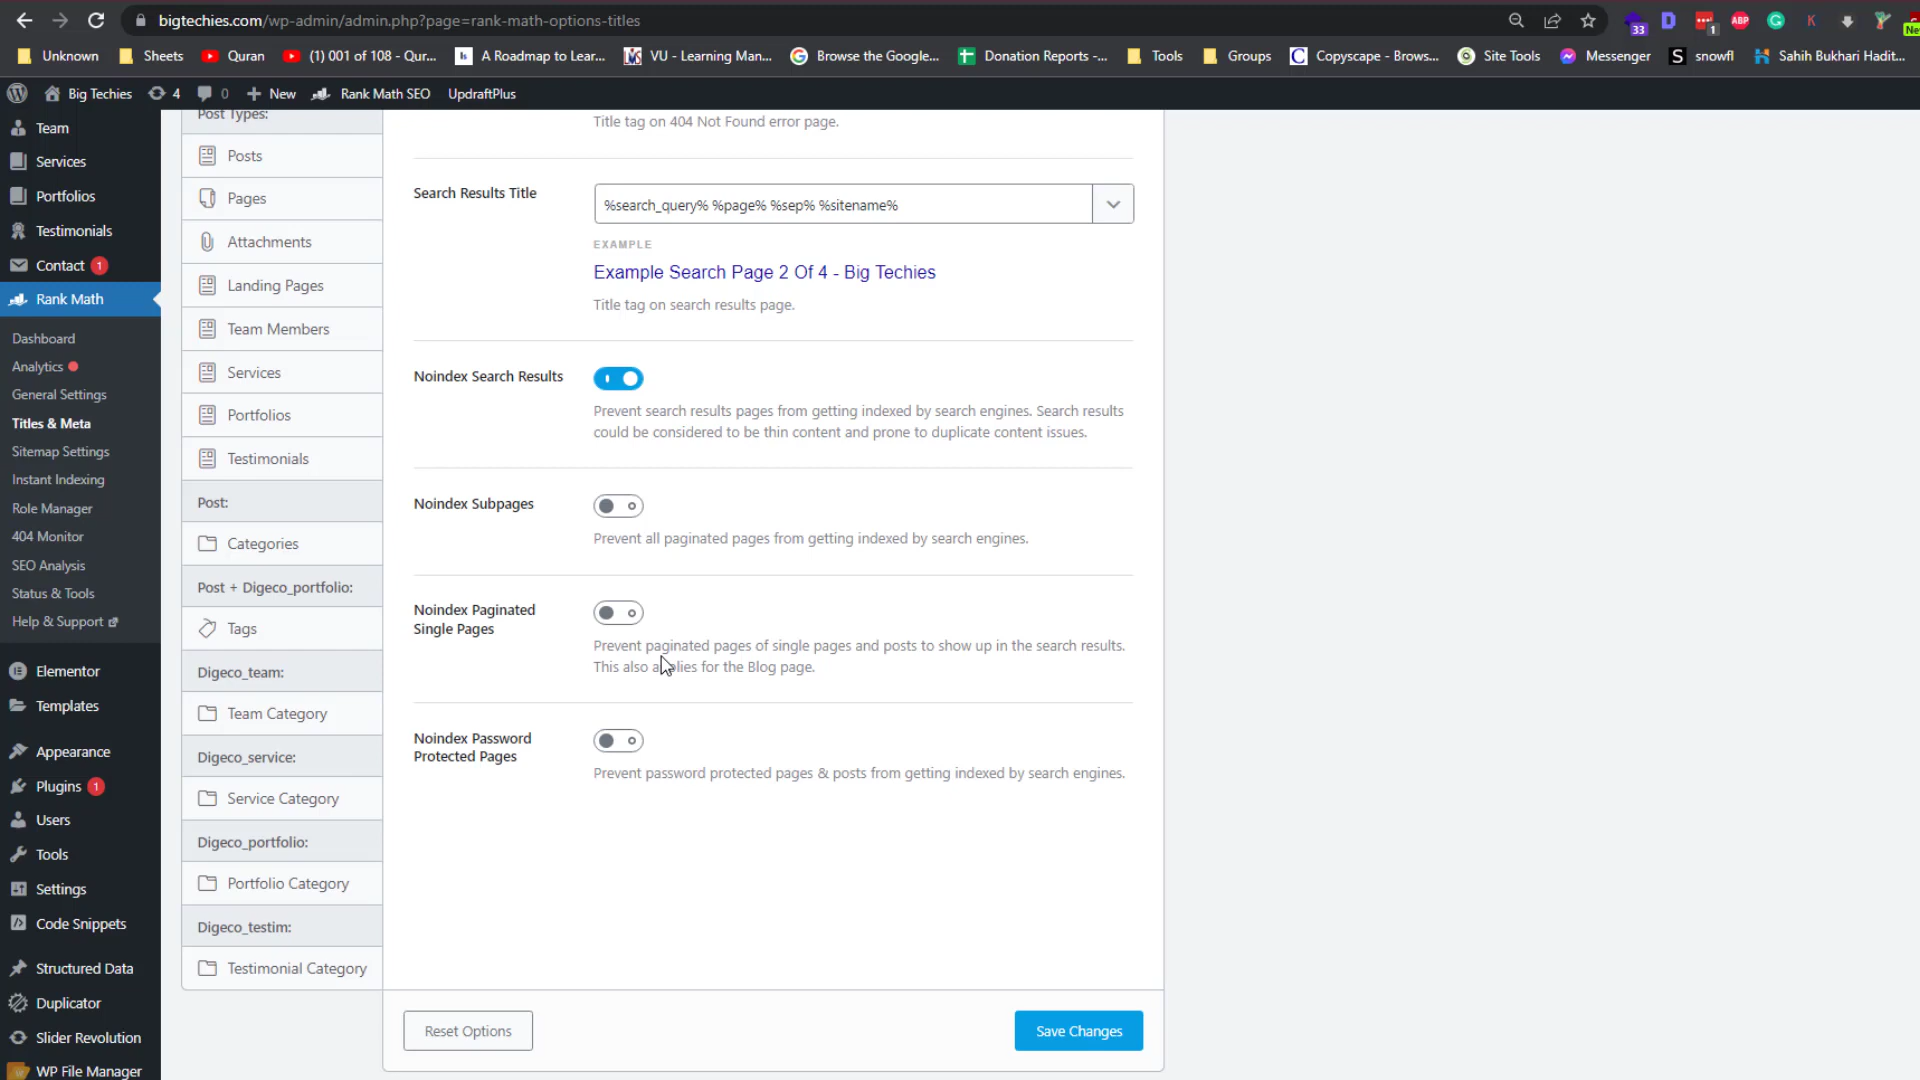 bigtechies.com/wp-admin/admin.php?page=rank-math-options-titles
33
D
1
ABP
K
New
Unknown
Sheets
Quran
(1) 001 of 108 - Qur...
A Roadmap to Lear...
VU - Learning Man...
Browse the Google...
Donation Reports -...
Tools
Groups
Copyscape - Brows...
Site Tools
Messenger
snowfl
Sahih Bukhari Hadit...
Big Techies
4
0
New
Rank Math SEO
UpdraftPlus
Team
Services
Portfolios
Testimonials
Contact 1
Rank Math
Dashboard
Analytics
General Settings
Titles & Meta
Sitemap Settings
Instant Indexing
Role Manager
404 Monitor
SEO Analysis
Status & Tools
Help & Support
Elementor
Templates
Appearance
Plugins 1
Users
Tools
Settings
Code Snippets
Structured Data
Duplicator
Slider Revolution
WP File Manager
Post Types:
Posts
Pages
Attachments
Landing Pages
Team Members
Services
Portfolios
Testimonials
Post:
Categories
Post + Digeco_portfolio:
Tags
Digeco_team:
Team Category
Digeco_service:
Service Category
Digeco_portfolio:
Portfolio Category
Digeco_testim:
Testimonial Category
Title tag on 404 Not Found error page.
Search Results Title
%search_query% %page% %sep% %sitename%
EXAMPLE
Example Search Page 2 Of 4 - Big Techies
Title tag on search results page.
Noindex Search Results
Prevent search results pages from getting indexed by search engines. Search results
could be considered to be thin content and prone to duplicate content issues.
Noindex Subpages
Prevent all paginated pages from getting indexed by search engines.
Noindex Paginated
Single Pages
Prevent paginated pages of single pages and posts to show up in the search results.
This also applies for the Blog page.
Noindex Password
Protected Pages
Prevent password protected pages & posts from getting indexed by search engines.
Reset Options
Save Changes